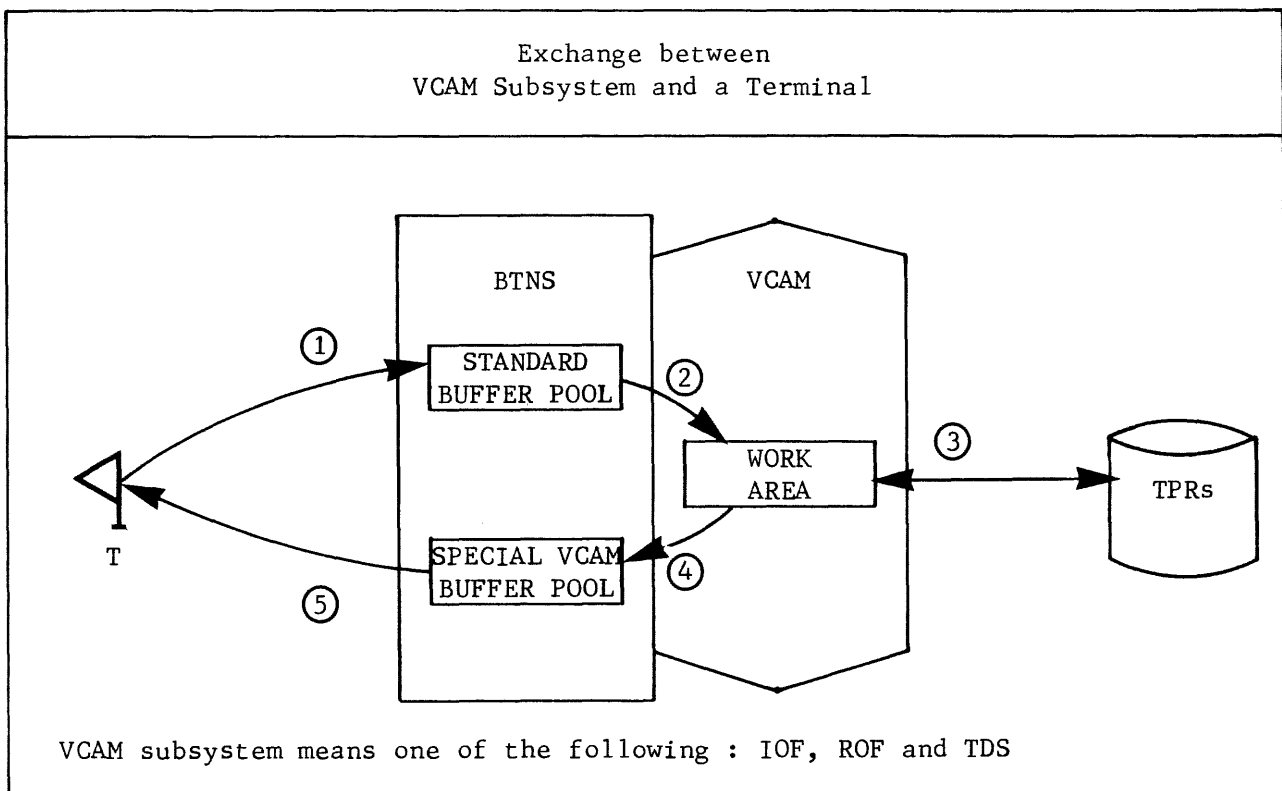 Exchange between
VCAM Subsystem and a Terminal
BTNS
VCAM
1
STANDARD
BUFFER POOL
2
3
WORK
AREA
TPRs
T
SPECIAL VCAM
BUFFER POOL
4
5
VCAM subsystem means one of the following : IOF, ROF and TDS